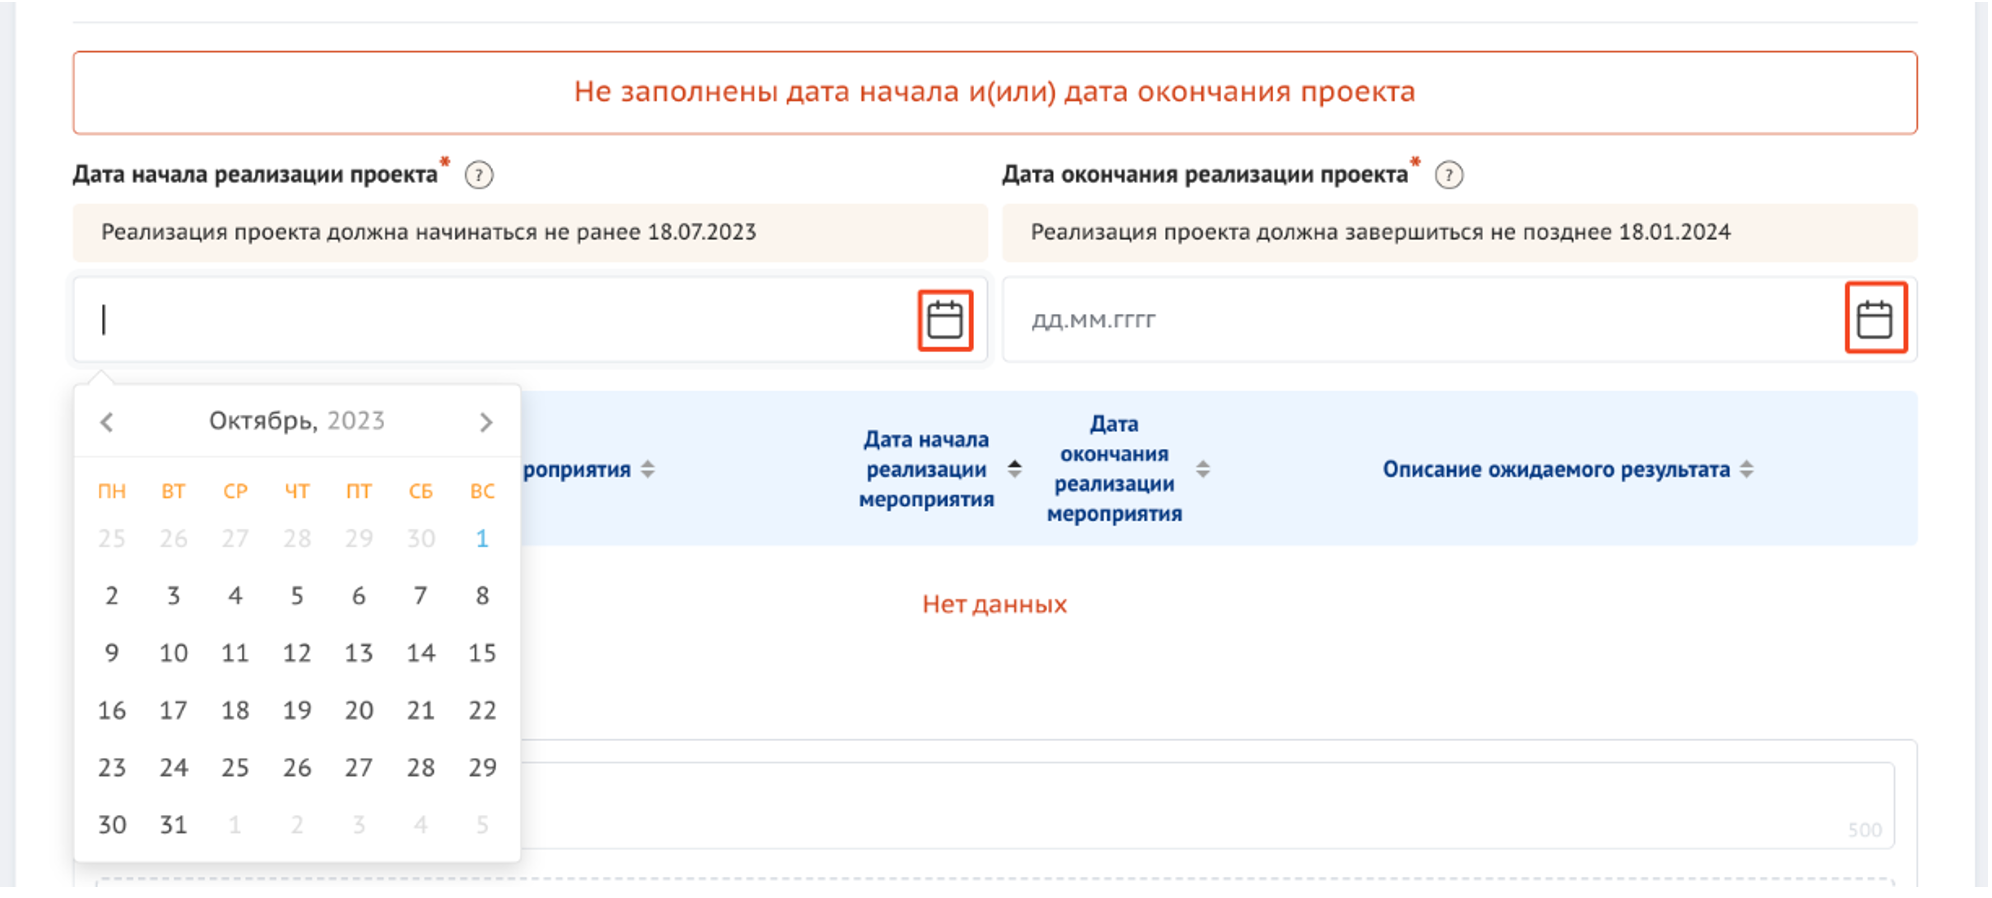 Не заполнены дата начала и(или) дата окончания проекта
Дата начала реализации проекта* ?
Дата окончания реализации проекта* ?
Реализация проекта должна начинаться не ранее 18.07.2023
Реализация проекта должна завершиться не позднее 18.01.2024
дд.мм.гггг
Октябрь, 2023
ПН ВТ СР ЧТ ПТ СБ ВС
25 26 27 28 29 30 1
2 3 4 5 6 7 8
9 10 11 12 13 14 15
16 17 18 19 20 21 22
23 24 25 26 27 28 29
30 31 1 2 3 4 5
роприятия
Дата начала
реализации
мероприятия
Дата
окончания
реализации
мероприятия
Описание ожидаемого результата
Нет данных
500